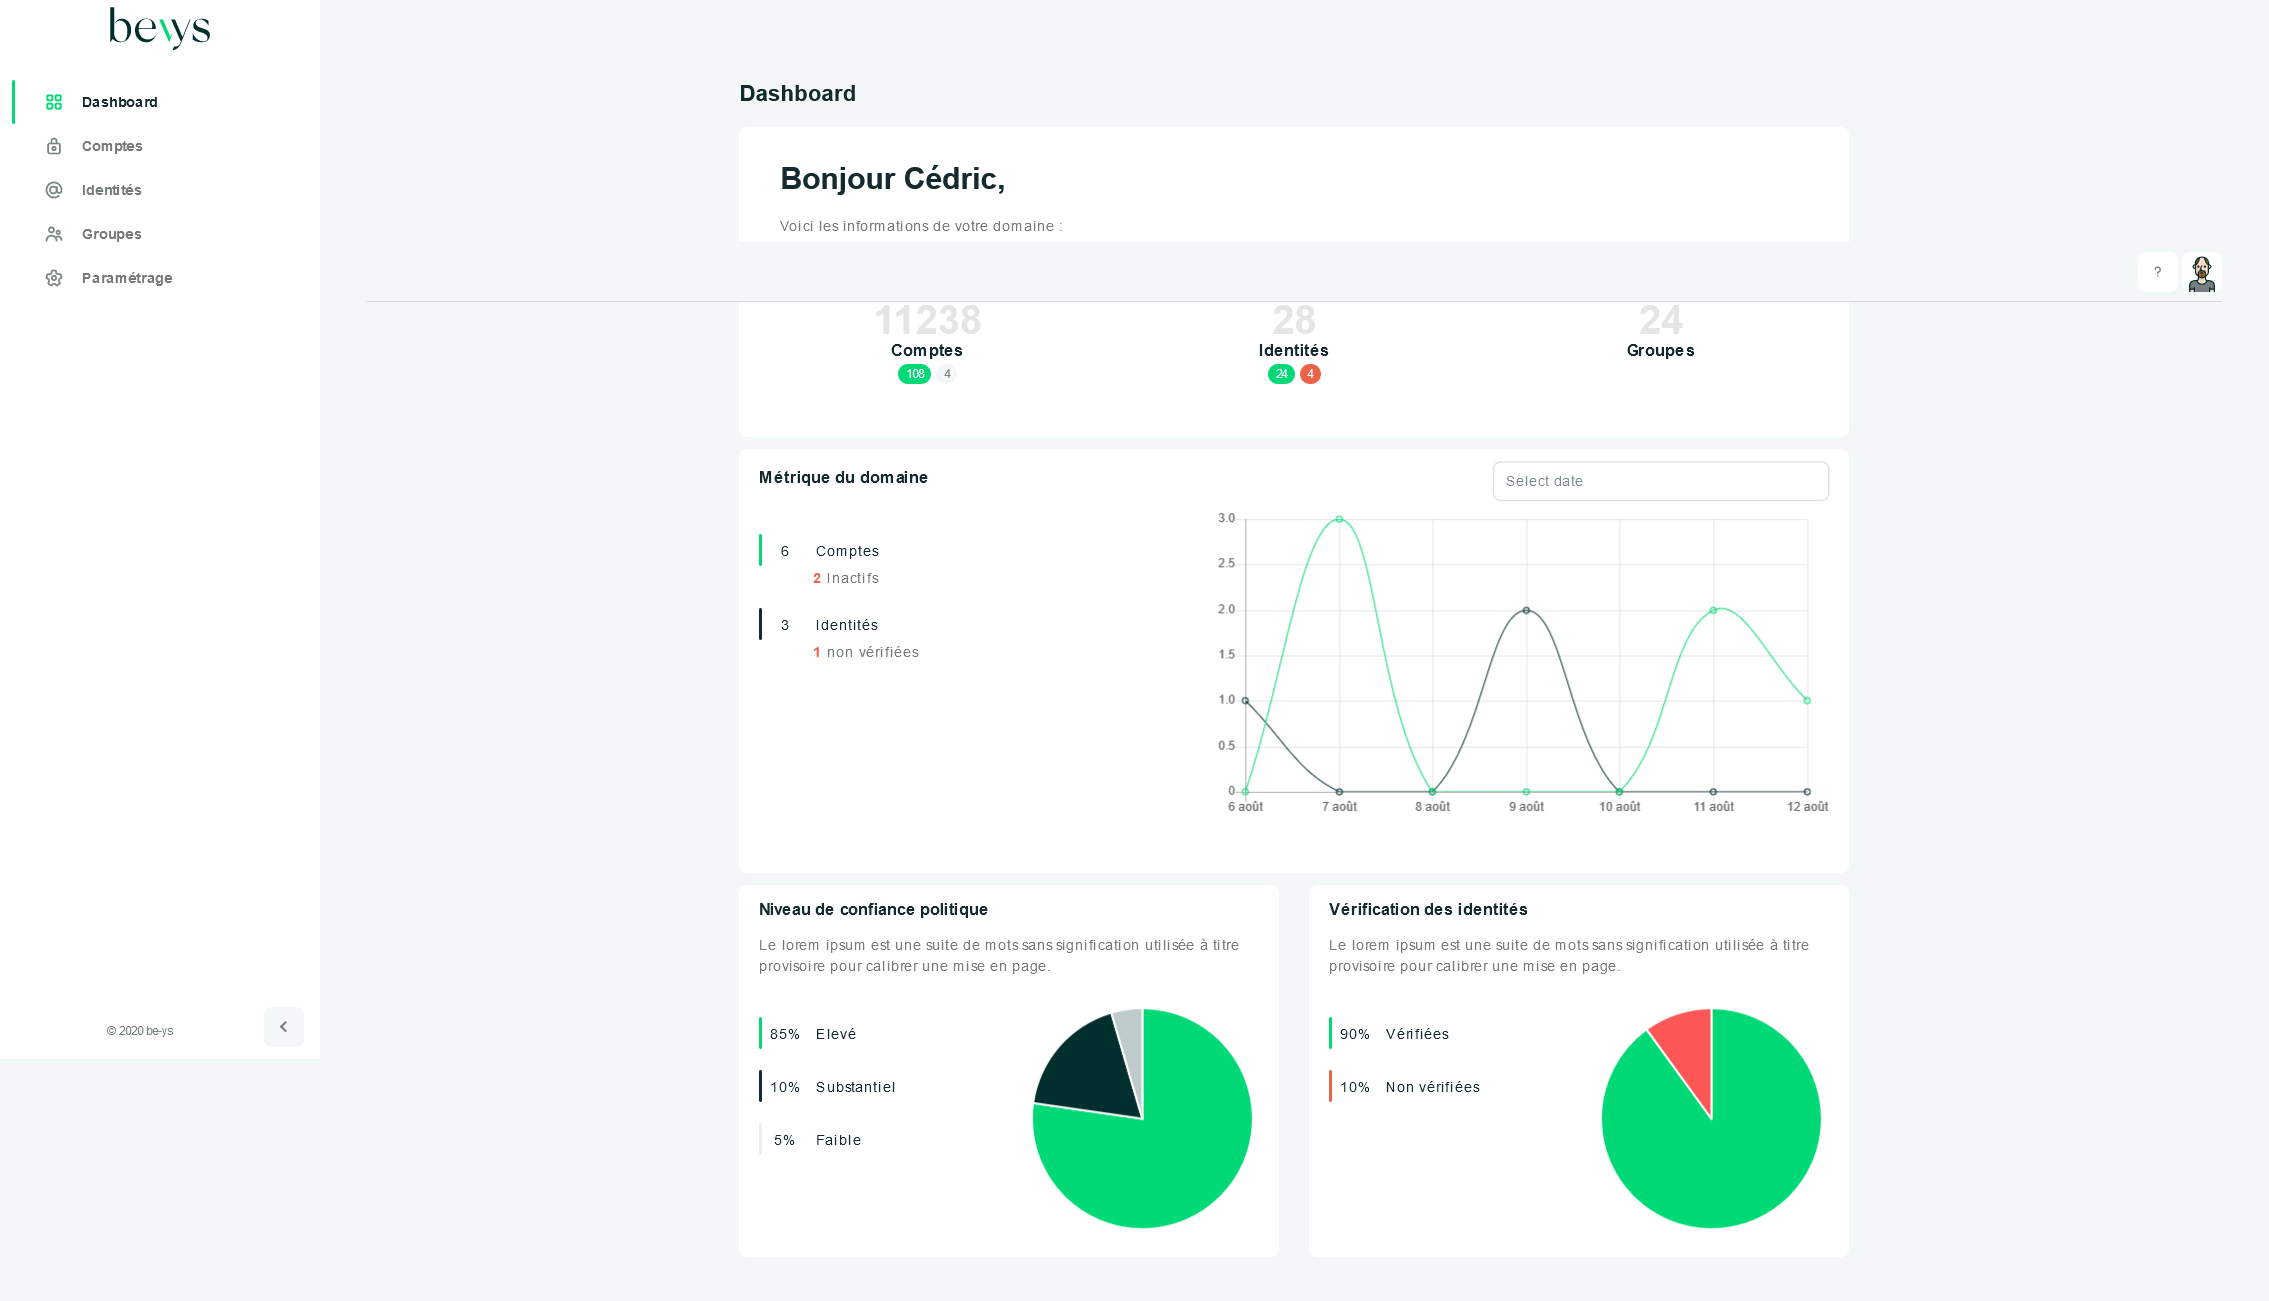 be-ys
Dashboard
Comptes
Identités
Groupes
Paramétrage
© 2020 be-ys
Dashboard
Bonjour Cédric,
Voici les informations de votre domaine :
?
11238
Comptes
108 4
28
Identités
24 4
24
Groupes
Métrique du domaine
Select date
6 Comptes
2 Inactifs
3 Identités
1 non vérifiées
3.0
2.5
2.0
1.5
1.0
0.5
0
6 août 7 août 8 août 9 août 10 août 11 août 12 août
Niveau de confiance politique
Le lorem ipsum est une suite de mots sans signification utilisée à titre
provisoire pour calibrer une mise en page.
85% Elevé
10% Substantiel
5% Faible
Vérification des identités
Le lorem ipsum est une suite de mots sans signification utilisée à titre
provisoire pour calibrer une mise en page.
90% Vérifiées
10% Non vérifiées